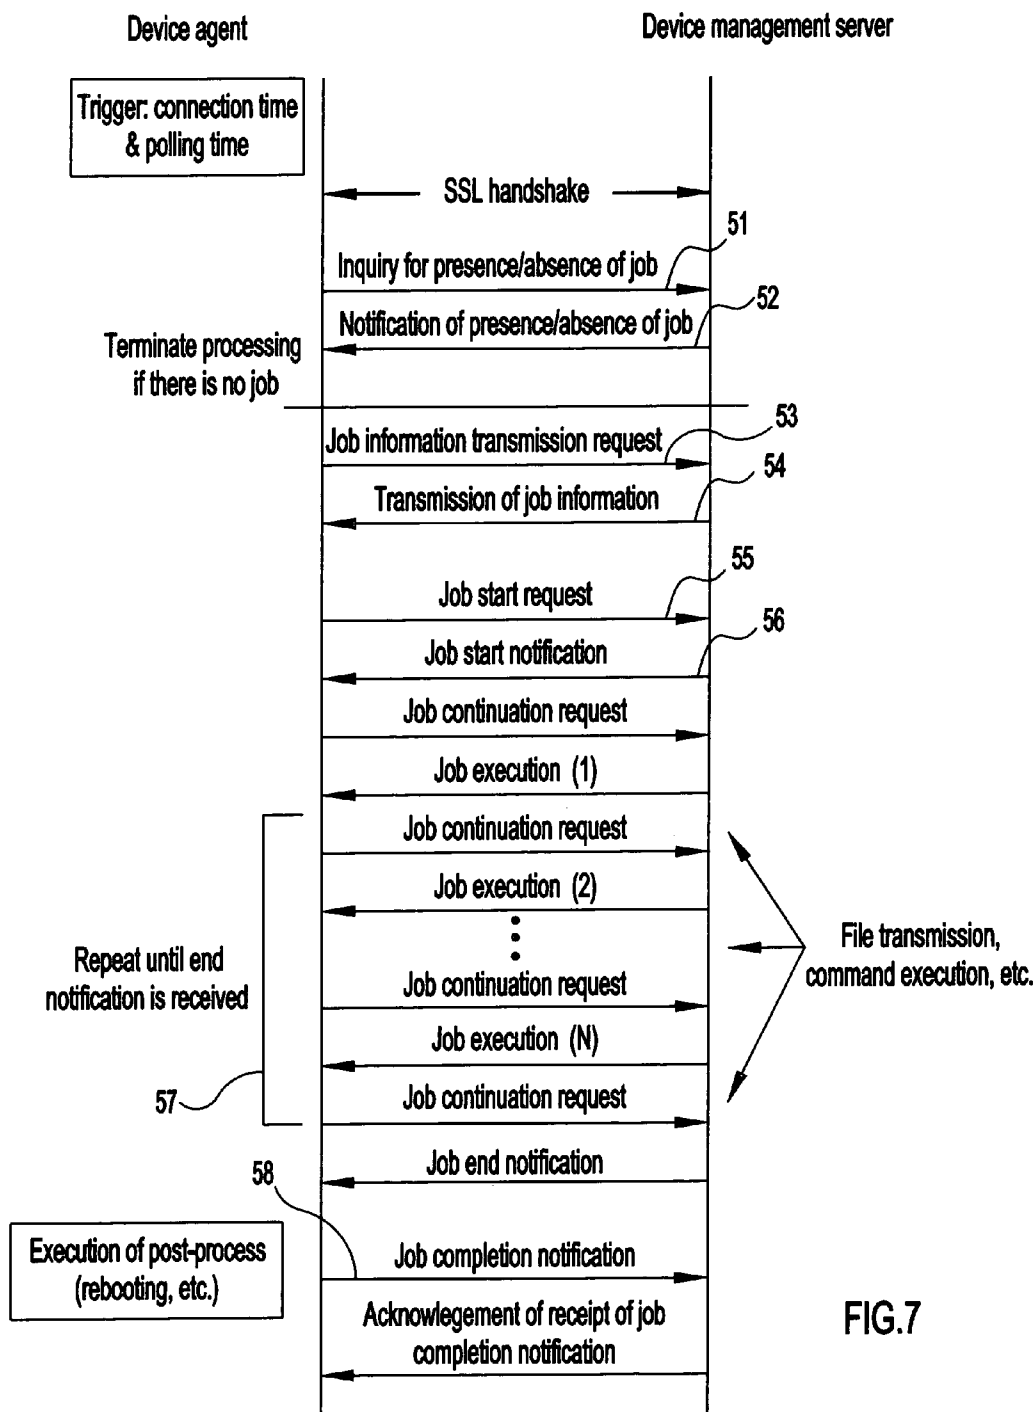 Device agent
Device management server
Trigger: connection time
& polling time
SSL handshake
51
Inquiry for presence/absence of job
52
Notification of presence/absence of job
Terminate processing
if there is no job
53
Job information transmission request
54
Transmission of job information
55
Job start request
56
Job start notification
Job continuation request
Job execution (1)
Job continuation request
Job execution (2)
File transmission,
command execution, etc.
Repeat until end
notification is received
Job continuation request
Job execution (N)
57
Job continuation request
Job end notification
58
Execution of post-process
(rebooting, etc.)
Job completion notification
Acknowlegement of receipt of job
completion notification
FIG.7